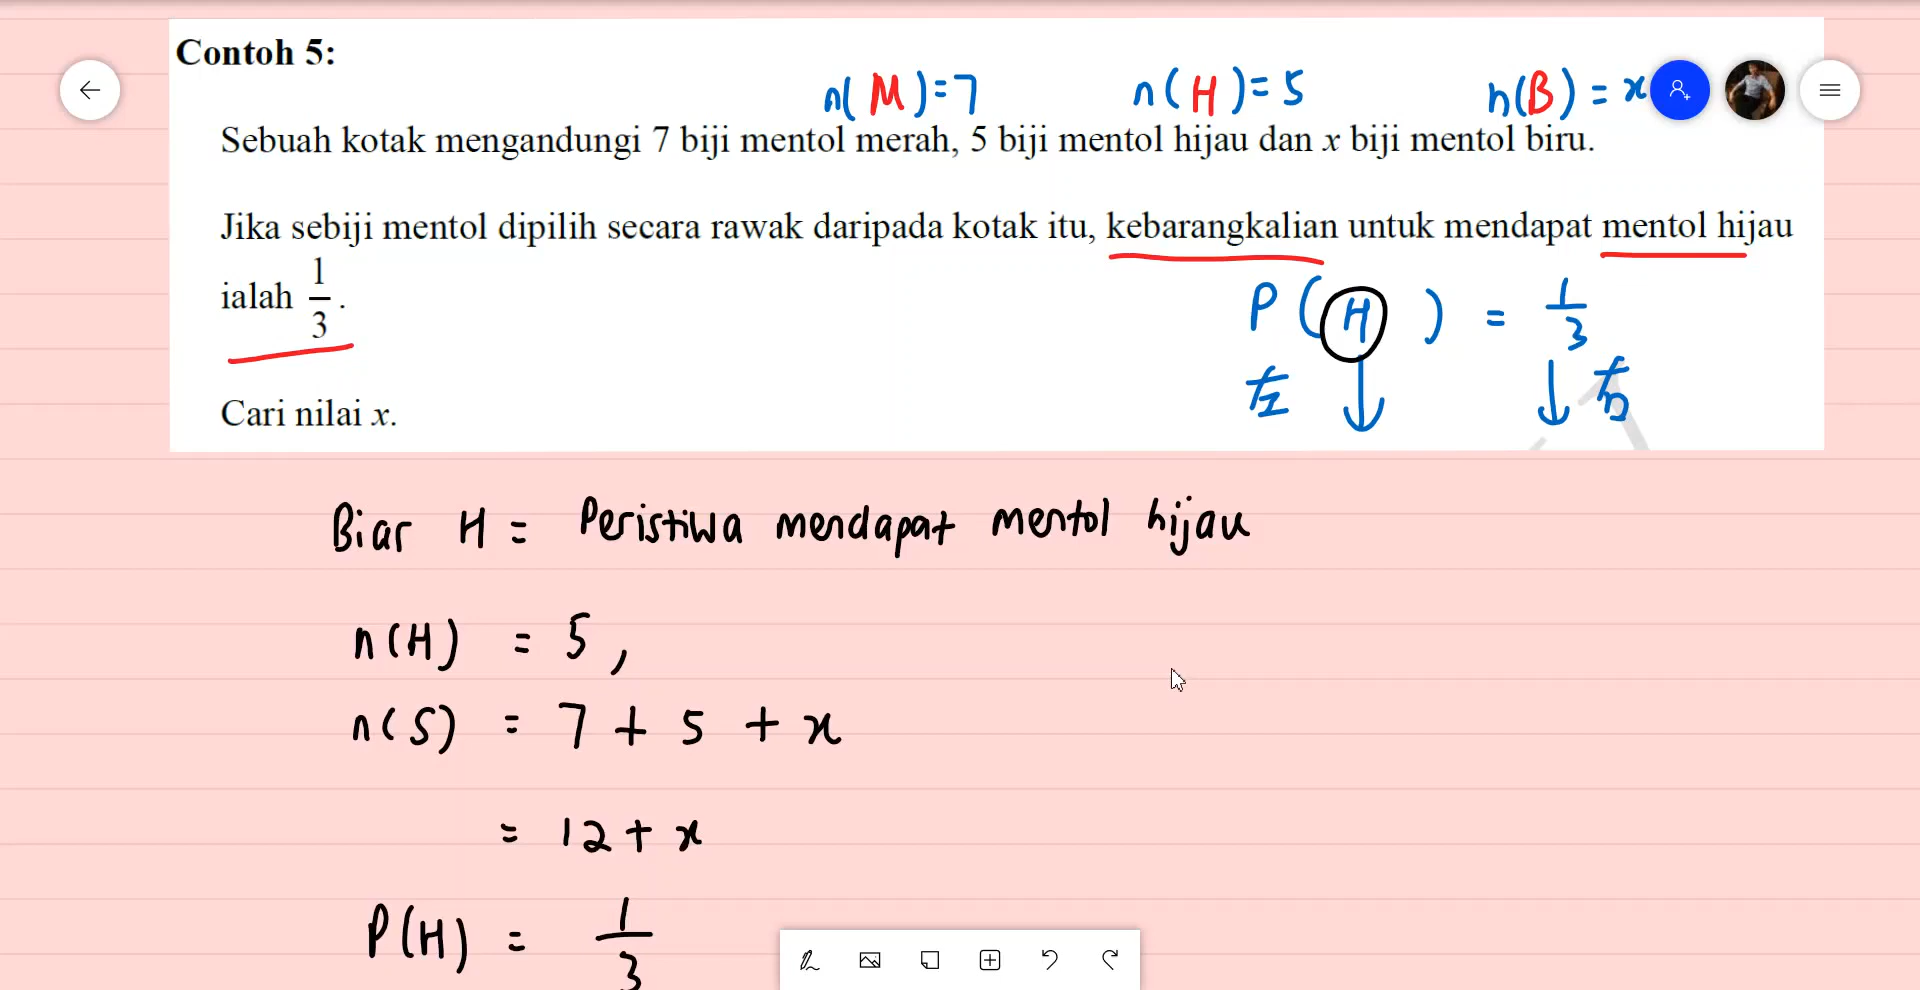 Contoh 5:
n(M)=7 n(H)=5 n(B)=x
Sebuah kotak mengandungi 7 biji mentol merah, 5 biji mentol hijau dan x biji mentol biru.
Jika sebiji mentol dipilih secara rawak daripada kotak itu, kebarangkalian untuk mendapat mentol hijau
ialah 1/3.
P(H) = 1/3
Cari nilai x.
Biar H = Peristiwa mendapat mentol hijau
n(H) = 5,
n(S) = 7 + 5 + x
= 12 + x
P(H) = 1/3